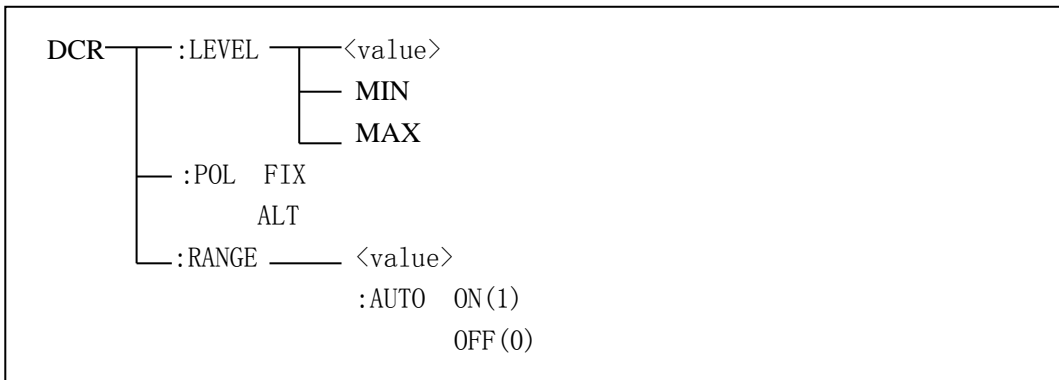 DCR :LEVEL <value>
MIN
MAX
:POL FIX
ALT
:RANGE <value>
:AUTO ON(1)
OFF(0)